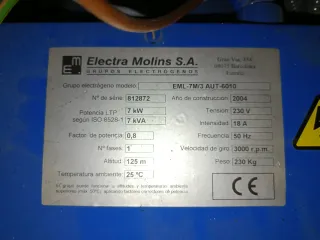 Electra Molins S.A.
GRUPOS ELECTROGENOS
Grupo electrógeno modelo: EML-7M/3 AUT-6010
Nº de serie: 812872 Año de construcción: 2004
Potencia LTP 7 kW Tensión: 230 V
según ISO 8528-1 7 kVA Intensidad: 18 A
Factor de potencia: 0,8 Frecuencia: 50 Hz
Nº fases: 1 Velocidad de giro: 3000 r.p.m.
Altitud: 125 m Peso: 230 Kg
Temperatura ambiente: 25 ºC
CE